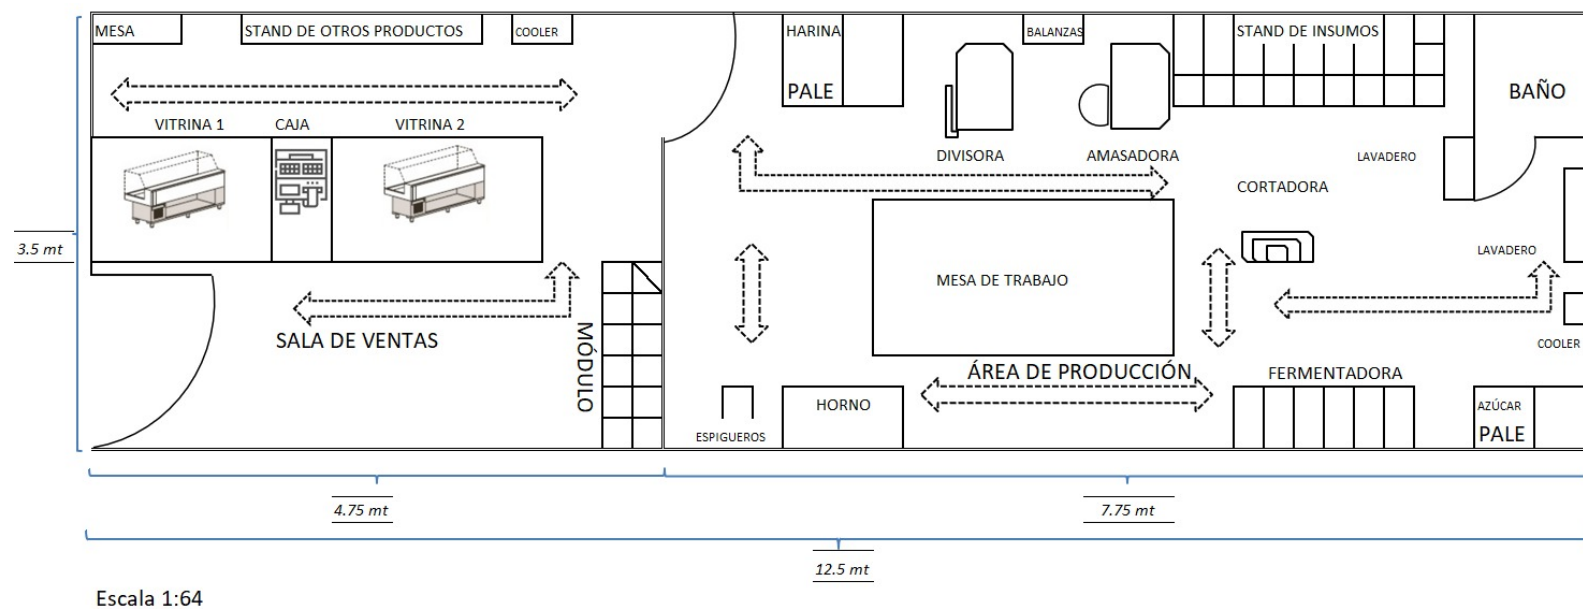 MESA
STAND DE OTROS PRODUCTOS
COOLER
HARINA
PALE
BALANZAS
STAND DE INSUMOS
BAÑO
VITRINA 1
CAJA
VITRINA 2
DIVISORA
AMASADORA
LAVADERO
CORTADORA
3.5 mt
LAVADERO
MESA DE TRABAJO
SALA DE VENTAS
MÓDULO
COOLER
ÁREA DE PRODUCCIÓN
FERMENTADORA
HORNO
AZÚCAR
PALE
ESPIGUEROS
4.75 mt
7.75 mt
12.5 mt
Escala 1:64